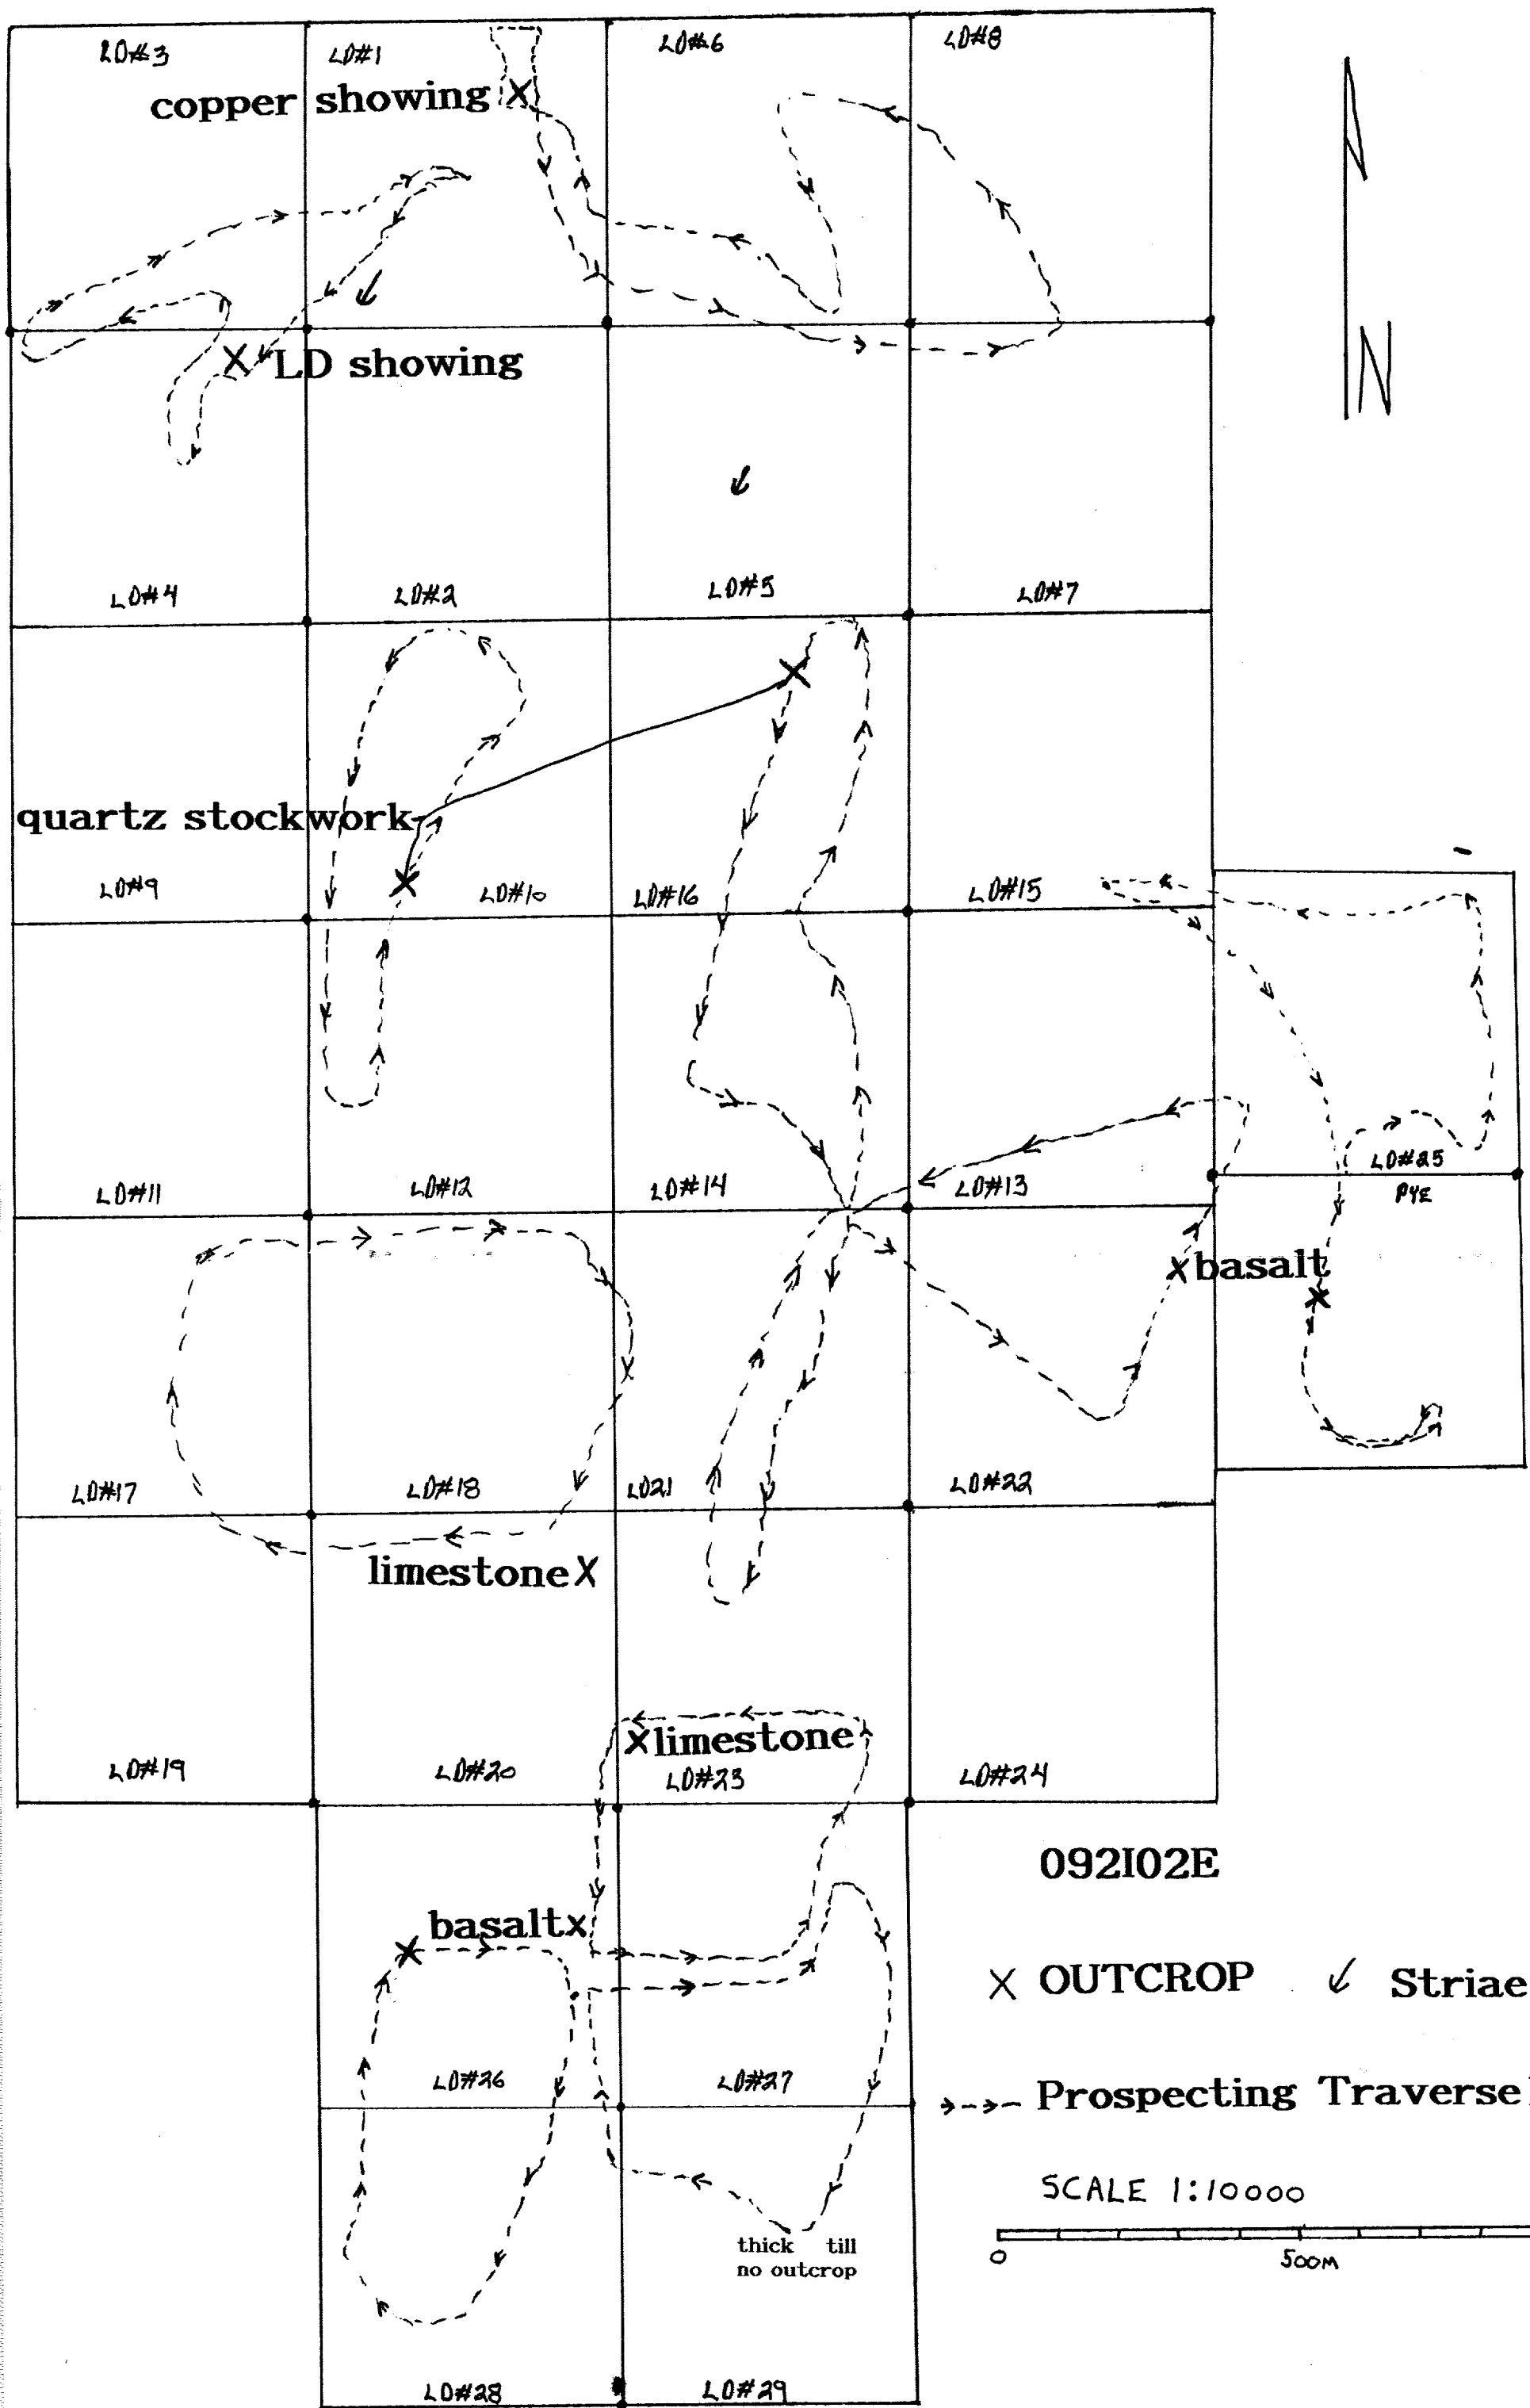 LD#3
LD#1
LD#6
LD#8
copper showing
LD showing
LD#4
LD#2
LD#5
LD#7
quartz stockwork
LD#9
LD#10
LD#16
LD#15
LD#11
LD#12
LD#14
LD#13
LD#25
PYE
basalt
LD#17
LD#18
LD21
LD#22
limestone
limestone
LD#19
LD#20
LD#23
LD#24
092I02E
basalt
OUTCROP
Striae
LD#26
LD#27
Prospecting Traverse
SCALE 1:10000
0
500M
thick till
no outcrop
LD#28
LD#29
N